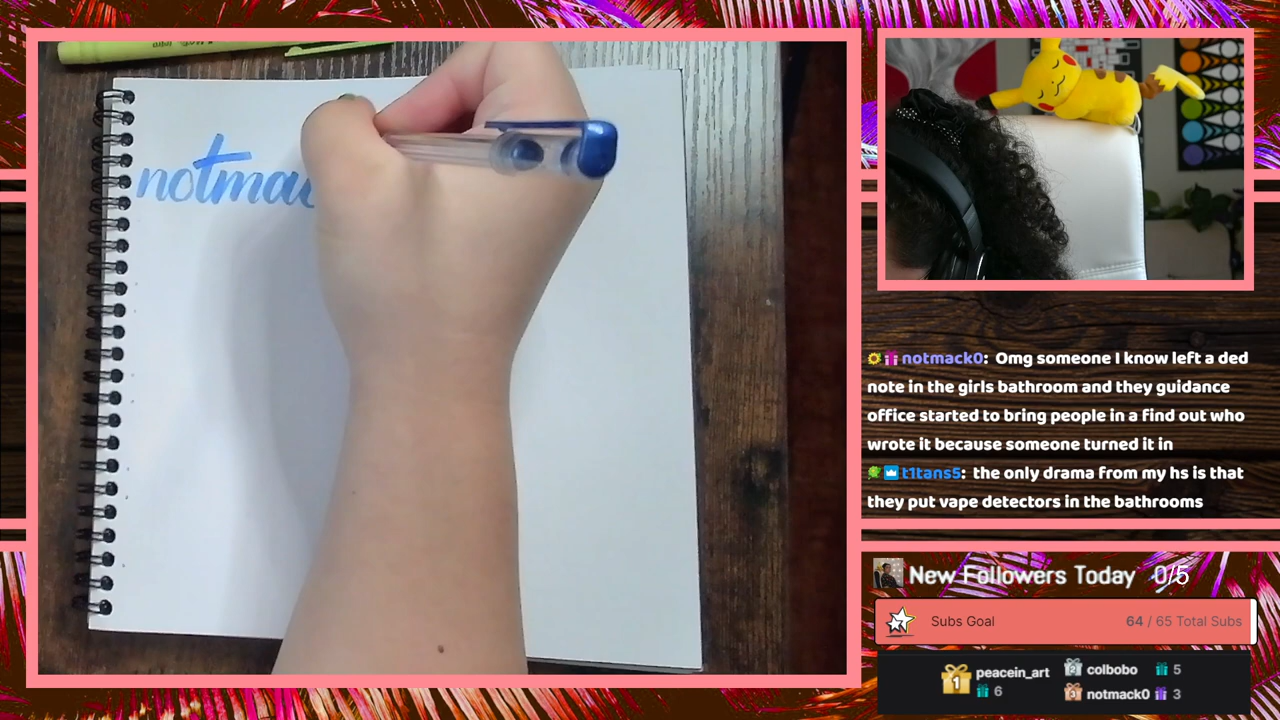 notmac
notmack0: Omg someone I know left a ded
note in the girls bathroom and they guidance
office started to bring people in a find out who
wrote it because someone turned it in
t1tans5: the only drama from my hs is that
they put vape detectors in the bathrooms
New Followers Today 0/5
Subs Goal 64 / 65 Total Subs
1 peacein_art 6
2 colbobo 5
3 notmack0 3